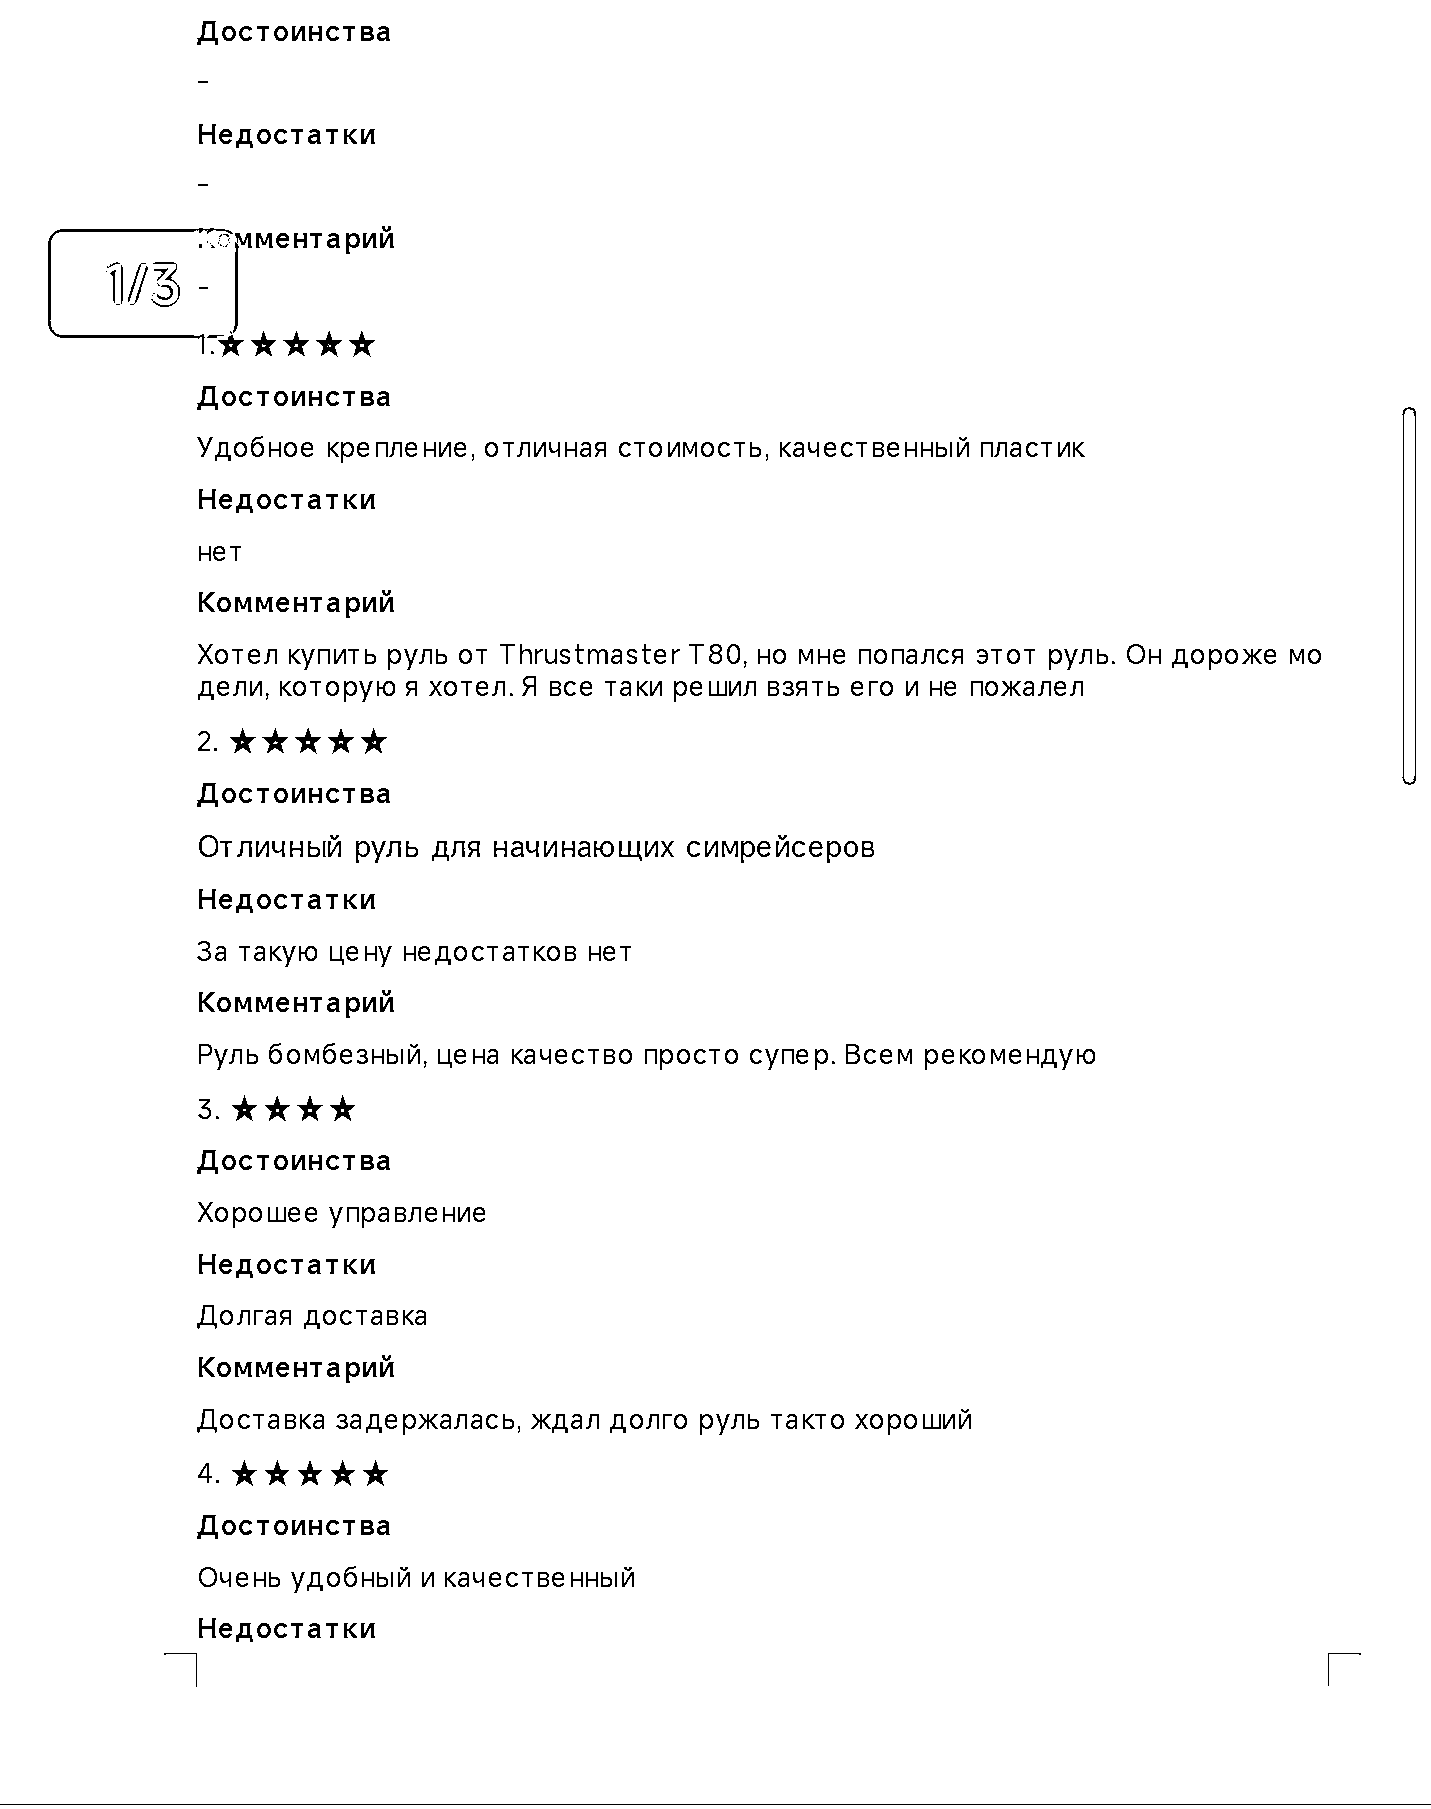 Достоинства
-
Недостатки
-
Комментарий
1/3
-
1.★★★★★
Достоинства
Удобное крепление, отличная стоимость, качественный пластик
Недостатки
нет
Комментарий
Хотел купить руль от Thrustmaster T80, но мне попался этот руль. Он дороже мо
дели, которую я хотел. Я все таки решил взять его и не пожалел
2. ★★★★★
Достоинства
Отличный руль для начинающих симрейсеров
Недостатки
За такую цену недостатков нет
Комментарий
Руль бомбезный, цена качество просто супер. Всем рекомендую
3. ★★★★
Достоинства
Хорошее управление
Недостатки
Долгая доставка
Комментарий
Доставка задержалась, ждал долго руль такто хороший
4. ★★★★★
Достоинства
Очень удобный и качественный
Недостатки